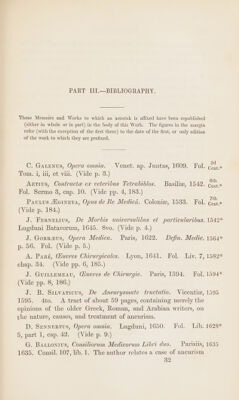 PART III.—BIBLIOGRAPHY.
Those Memoirs and Works to which an asterisk is affixed have been republished
(either in whole or in part) in the body of this Work. The figures in the margin
refer (with the exception of the first three) to the date of the first, or only edition
of the work to which they are prefixed.
C. GALENUS, Opera omnia. Venet. ap. Juntas, 1609. Fol. 2d Cent.*
Tom. i, iii, et viii. (Vide p. 3.)
AETIUS, Contracta ex veteribus Tetrabiblos. Basiliæ, 1542. 6th Cent.*
Fol. Sermo 3, cap. 10. (Vide pp. 4, 183.)
PAULUS ÆGINETA, Opus de Re Medicâ. Coloniæ, 1533. Fol. 7th Cent.*
(Vide p. 184.)
J. FERNELIUS, De Morbis universalibus et particularibus. 1542*
Lugduni Batavorum, 1645. 8vo. (Vide p. 4.)
J. GORRÆUS, Opera Medica. Paris, 1622. Defin. Medic. 1564*
p. 56. Fol. (Vide p. 5.)
A. PARÉ, Œuvres Chirurgicales. Lyon, 1641. Fol. Liv. 7, 1582*
chap. 34. (Vide pp. 6, 185.)
J. GUILLEMEAU, Œuvres de Chirurgie. Paris, 1594. Fol. 1594*
(Vide pp. 8, 186.)
J. B. SILVATICUS, De Aneurysmate tractatio. Vicentiæ, 1595
1595. 4to. A tract of about 59 pages, containing merely the
opinions of the older Greek, Roman, and Arabian writers, on
the nature, causes, and treatment of aneurism.
D. SENNERTUS, Opera omnia. Lugduni, 1650. Fol. Lib. 1628*
5, part 1, cap. 42. (Vide p. 9.)
G. BALLONIUS, Consiliorum Medicorum Libri duo. Parisiis, 1635
1635. Consil. 107, lib. 1. The author relates a case of aneurism
32